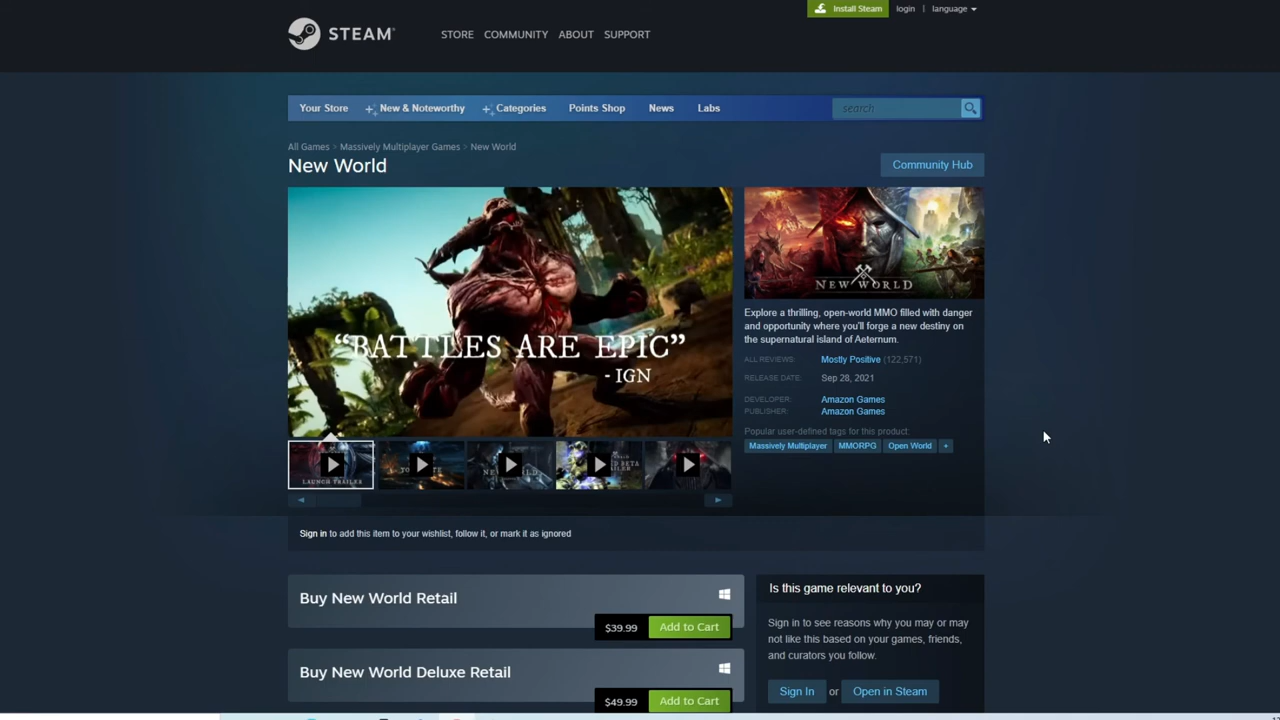 Install Steam login | language
STEAM®
STORE COMMUNITY ABOUT SUPPORT
Your Store New & Noteworthy Categories Points Shop News Labs search
All Games > Massively Multiplayer Games > New World
New World
Community Hub
"BATTLES ARE EPIC"
- IGN
NEW WORLD
Explore a thrilling, open-world MMO filled with danger
and opportunity where you'll forge a new destiny on
the supernatural island of Aeternum.
ALL REVIEWS: Mostly Positive (122,571)
RELEASE DATE: Sep 28, 2021
DEVELOPER: Amazon Games
PUBLISHER: Amazon Games
Popular user-defined tags for this product:
Massively Multiplayer MMORPG Open World +
LAUNCH TRAILER
Sign in to add this item to your wishlist, follow it, or mark it as ignored
Buy New World Retail
$39.99 Add to Cart
Buy New World Deluxe Retail
$49.99 Add to Cart
Is this game relevant to you?
Sign in to see reasons why you may or may
not like this based on your games, friends,
and curators you follow.
Sign In or Open in Steam